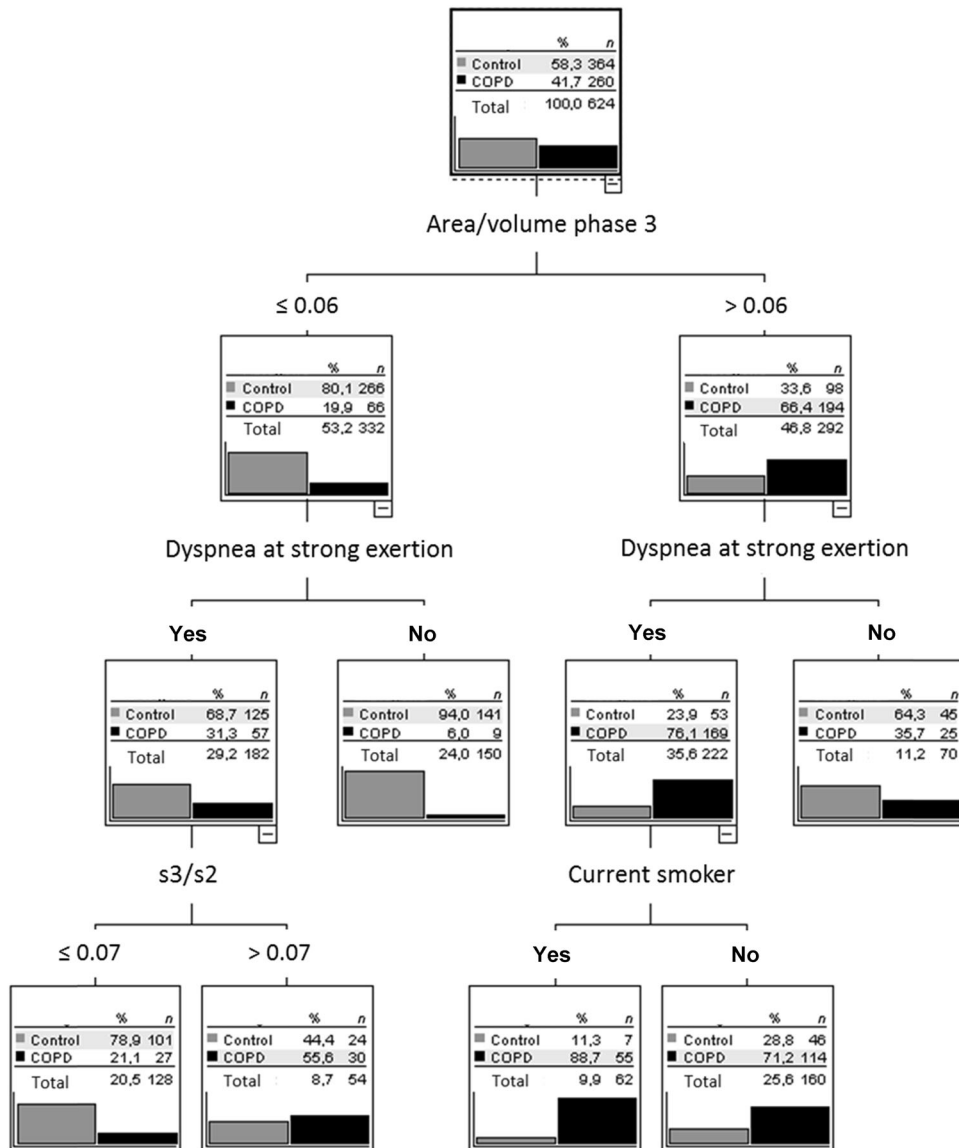 % n
Control 58,3 364
COPD 41,7 260
Total 100,0 624
Area/volume phase 3
≤ 0.06 > 0.06
% n
Control 80,1 266
COPD 19,9 66
Total 53,2 332
% n
Control 33,6 98
COPD 66,4 194
Total 46,8 292
Dyspnea at strong exertion
Dyspnea at strong exertion
Yes No Yes No
% n
Control 68,7 125
COPD 31,3 57
Total 29,2 182
% n
Control 94,0 141
COPD 6,0 9
Total 24,0 150
% n
Control 23,9 53
COPD 76,1 169
Total 35,6 222
% n
Control 64,3 45
COPD 35,7 25
Total 11,2 70
s3/s2
Current smoker
≤ 0.07 > 0.07 Yes No
% n
Control 78,9 101
COPD 21,1 27
Total 20,5 128
% n
Control 44,4 24
COPD 55,6 30
Total 8,7 54
% n
Control 11,3 7
COPD 88,7 55
Total 9,9 62
% n
Control 28,8 46
COPD 71,2 114
Total 25,6 160